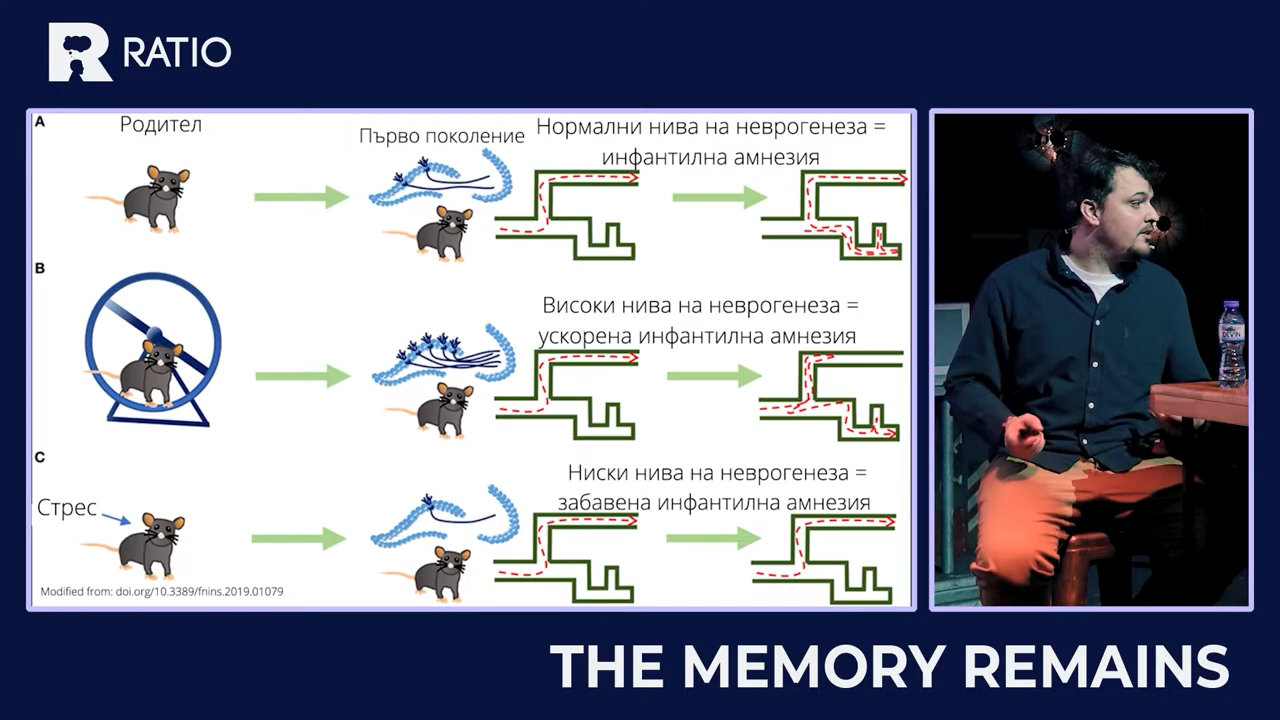 RATIO
A
Родител
Първо поколение
Нормални нива на неврогенеза =
инфантилна амнезия
B
Високи нива на неврогенеза =
ускорена инфантилна амнезия
C
Стрес
Ниски нива на неврогенеза =
забавена инфантилна амнезия
Modified from: doi.org/10.3389/fnins.2019.01079
DEVIN
THE MEMORY REMAINS